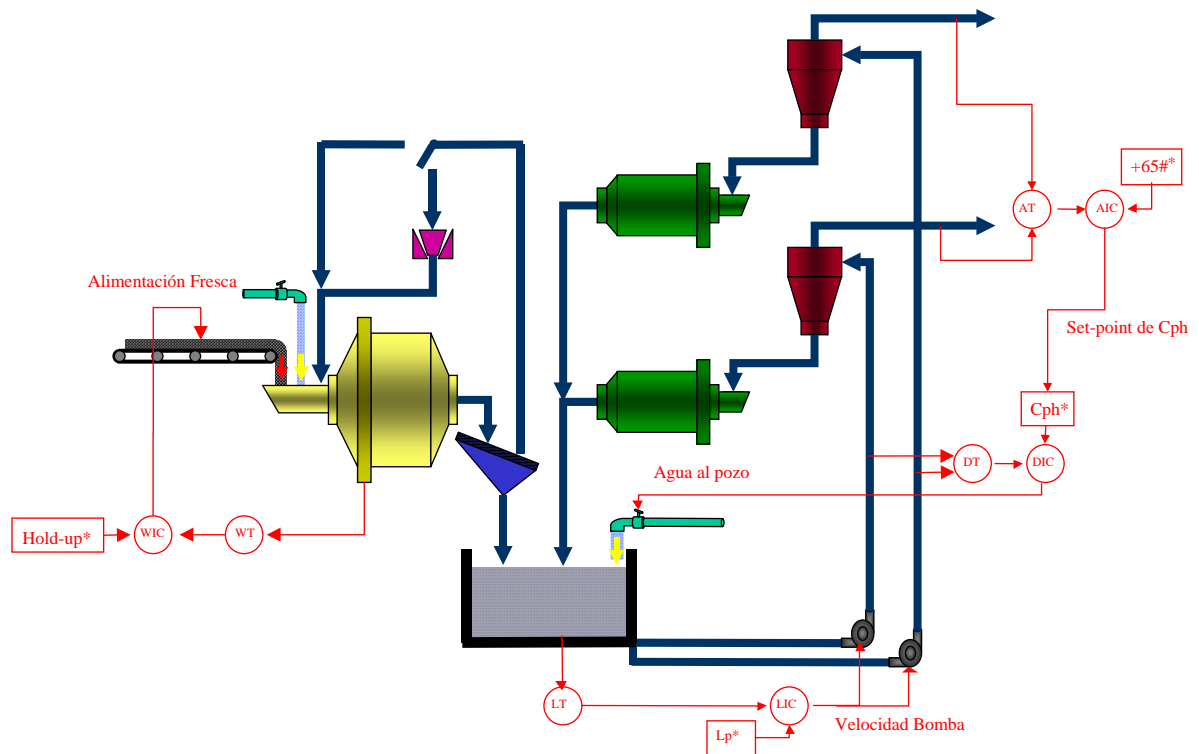 +65#*
AT
AIC
Alimentación Fresca
Set-point de Cph
Cph*
DT
DIC
Agua al pozo
Hold-up*
WIC
WT
LT
LIC
Velocidad Bomba
Lp*